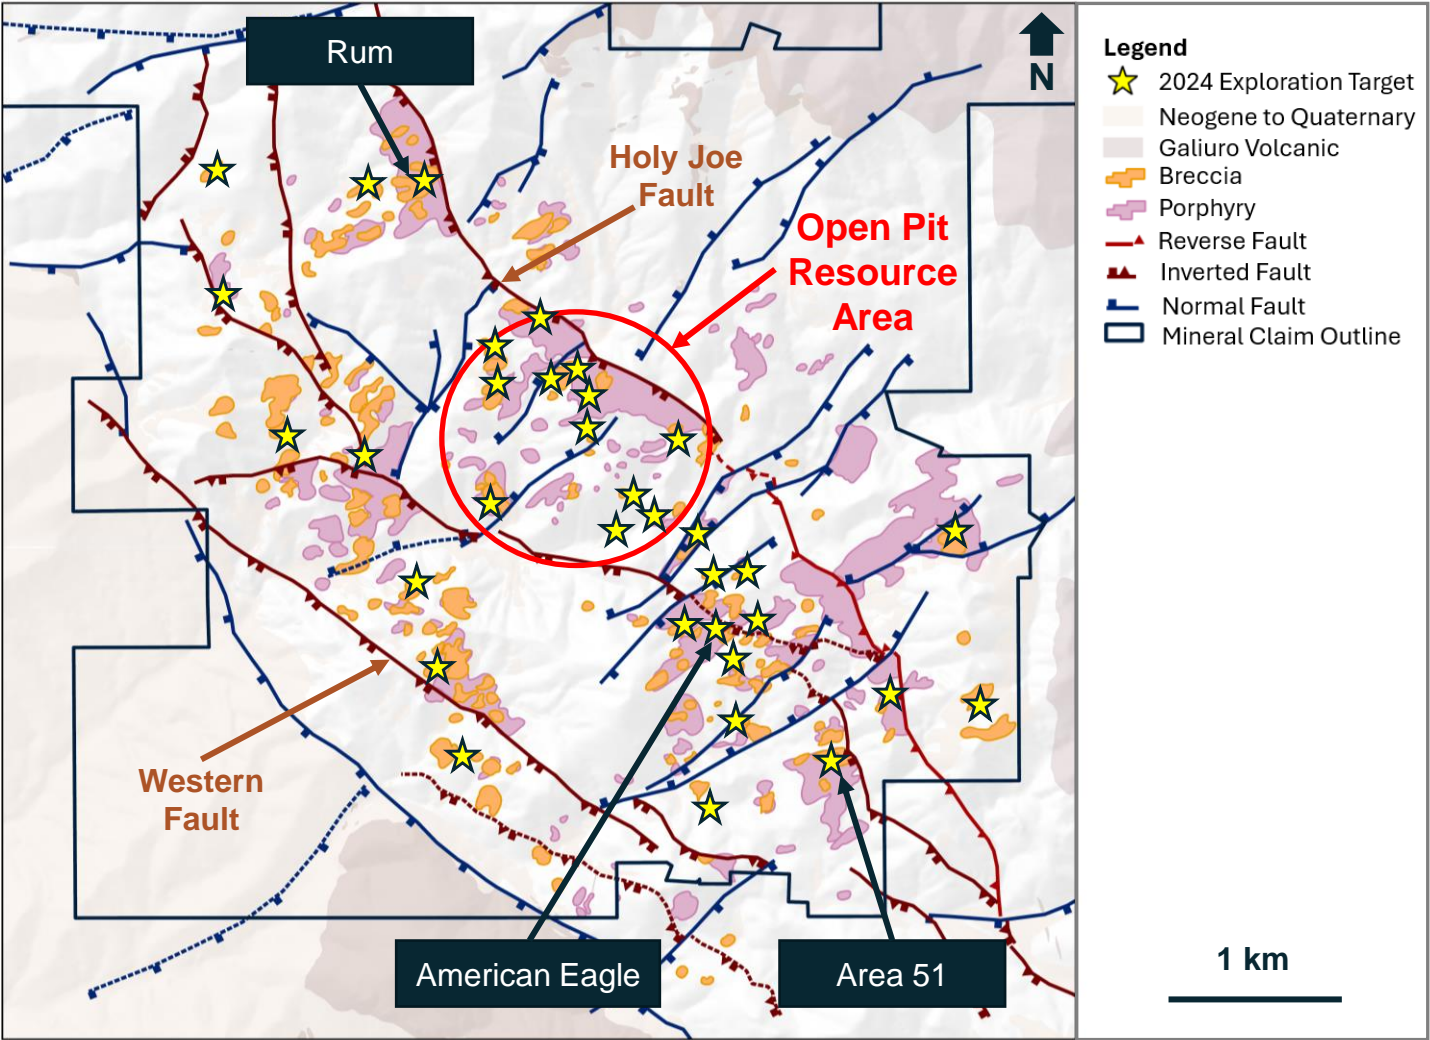 Rum
N
Holy Joe
Fault
Open Pit
Resource
Area
Western
Fault
American Eagle
Area 51
Legend
2024 Exploration Target
Neogene to Quaternary
Galiuro Volcanic
Breccia
Porphyry
Reverse Fault
Inverted Fault
Normal Fault
Mineral Claim Outline
1 km